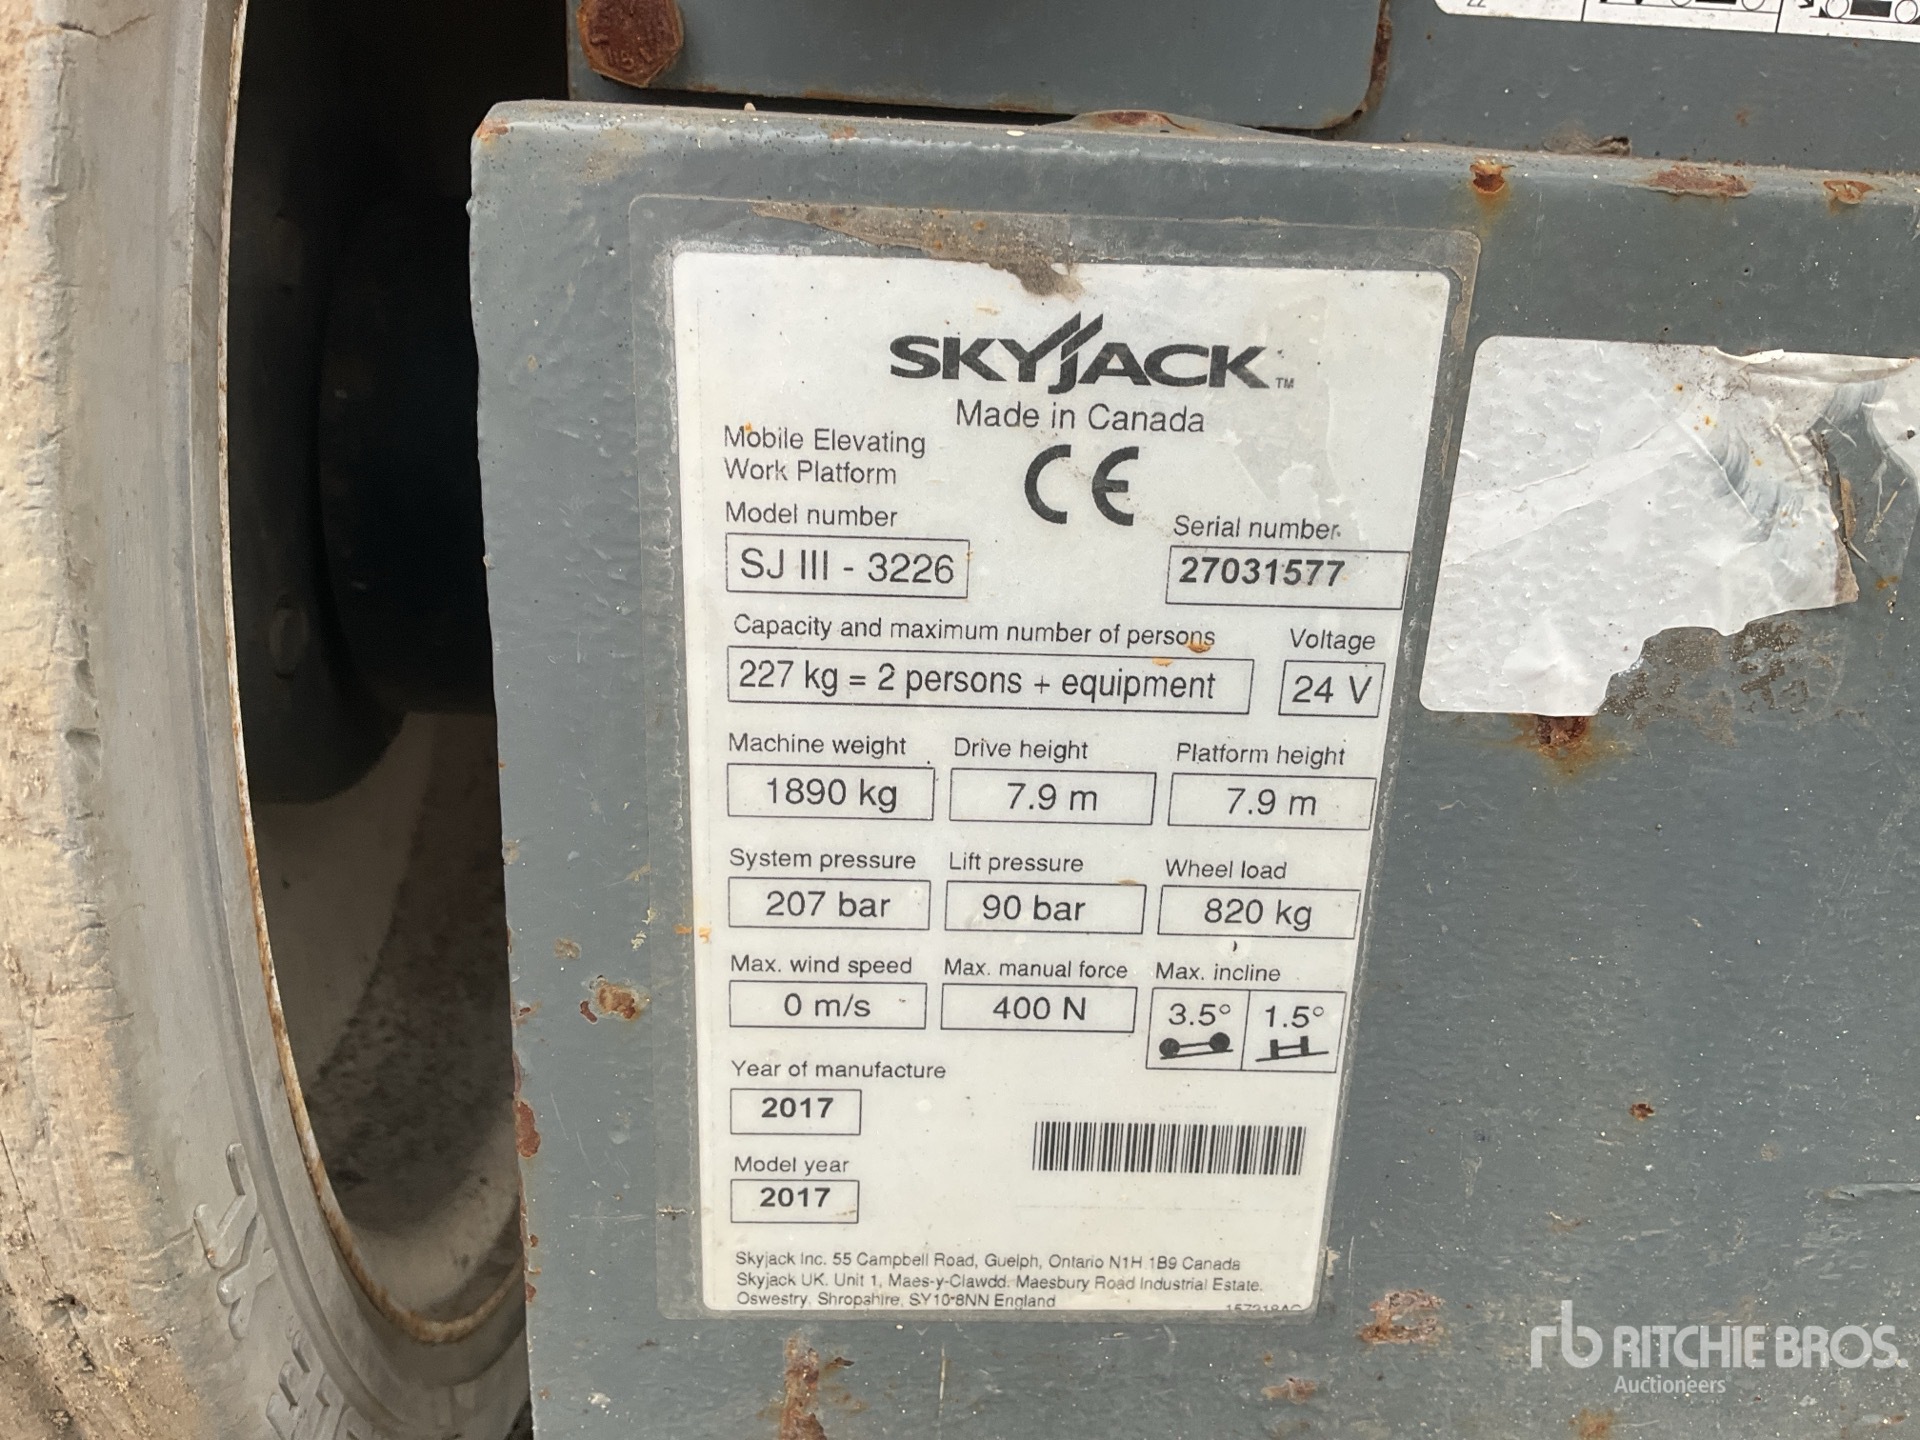 SKYJACK™
Made in Canada
Mobile Elevating
Work Platform
CE
Model number
SJ III - 3226
Serial number
27031577
Capacity and maximum number of persons
227 kg = 2 persons + equipment
Voltage
24 V
Machine weight Drive height Platform height
1890 kg 7.9 m 7.9 m
System pressure Lift pressure Wheel load
207 bar 90 bar 820 kg
Max. wind speed Max. manual force Max. incline
0 m/s 400 N 3.5° 1.5°
Year of manufacture
2017
Model year
2017
Skyjack Inc. 55 Campbell Road, Guelph, Ontario N1H 1B9 Canada
Skyjack UK. Unit 1, Maes-y-Clawdd, Maesbury Road Industrial Estate.
Oswestry, Shropshire, SY10-8NN England
rb RITCHIE BROS.
Auctioneers